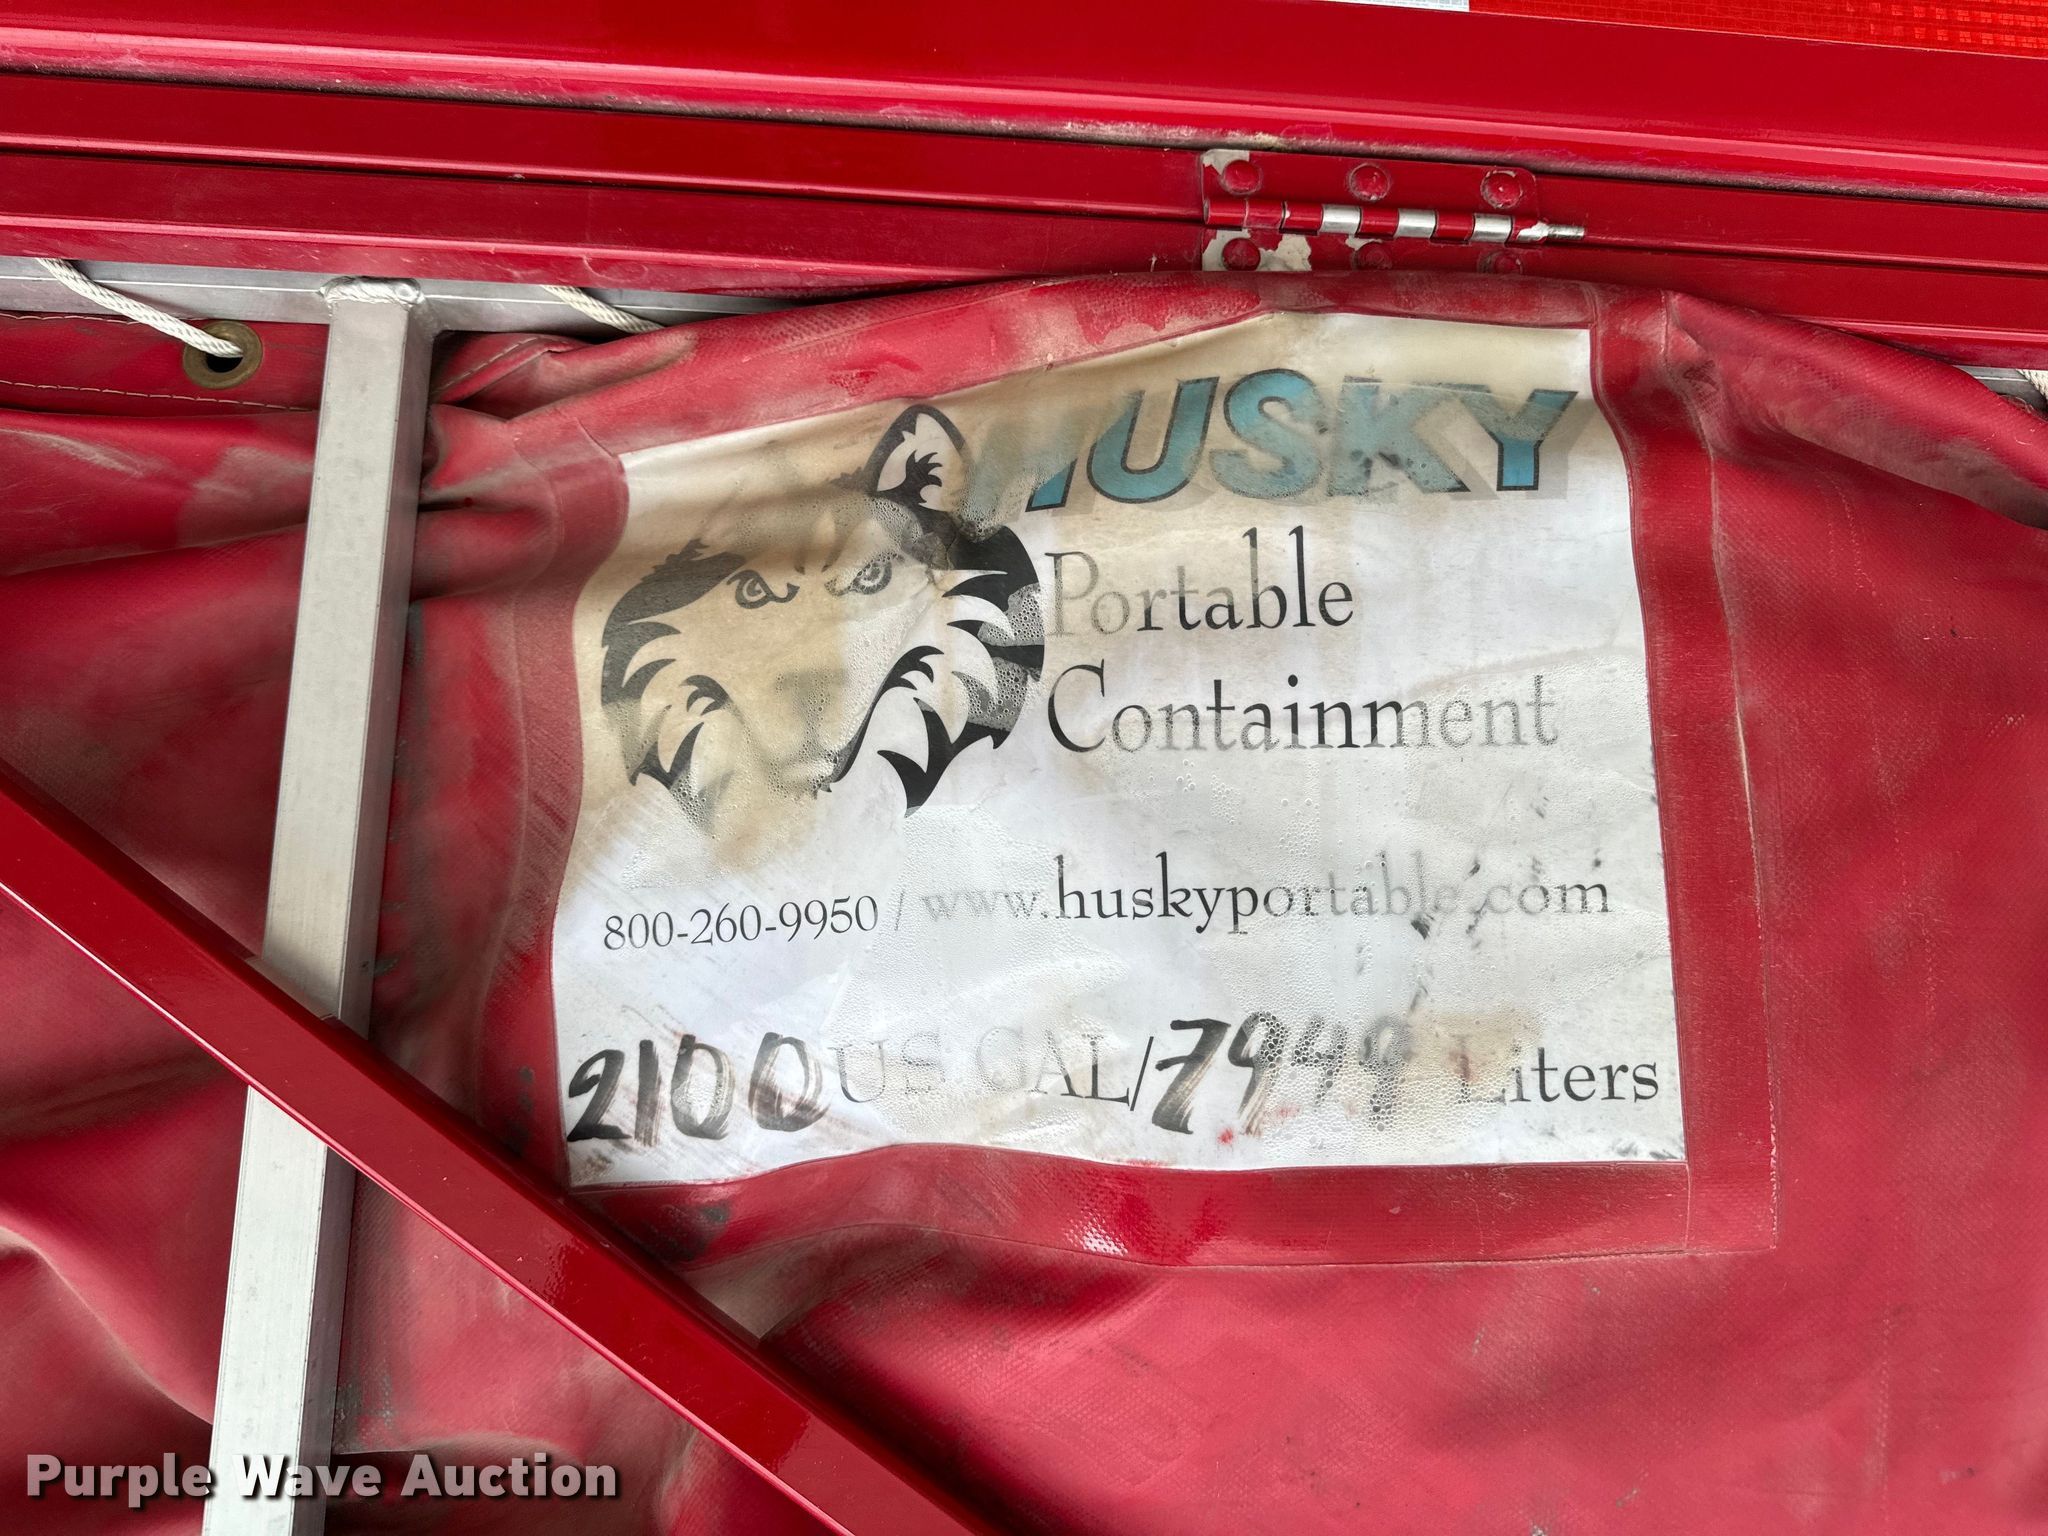 HUSKY
Portable
Containment
800-260-9950 / www.huskyportable.com
2100 US GAL/7949 Liters
Purple Wave Auction